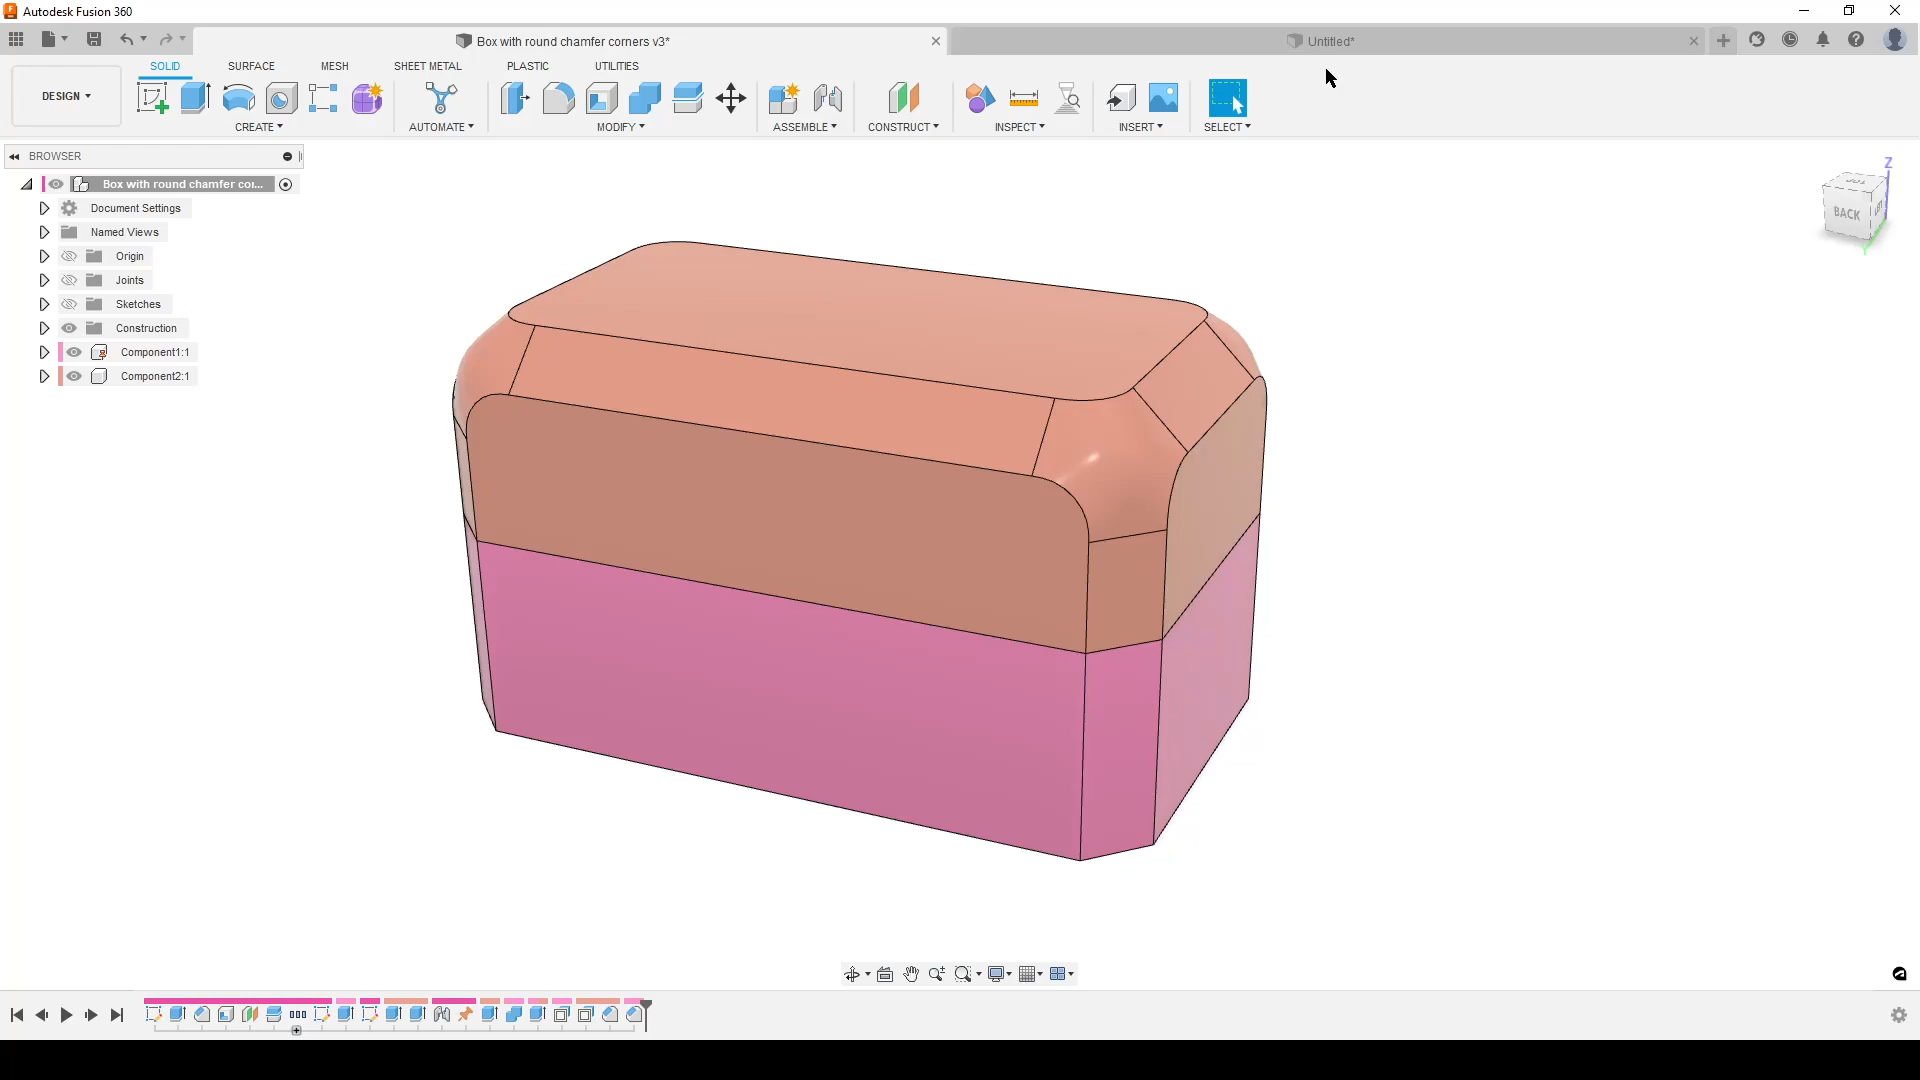 Autodesk Fusion 360
Box with round chamfer corners v3*
Untitled*
SOLID SURFACE MESH SHEET METAL PLASTIC UTILITIES
DESIGN
CREATE AUTOMATE MODIFY ASSEMBLE CONSTRUCT INSPECT INSERT SELECT
BROWSER
Box with round chamfer cor...
Document Settings
Named Views
Origin
Joints
Sketches
Construction
Component1:1
Component2:1
Z
TOP
BACK
Y